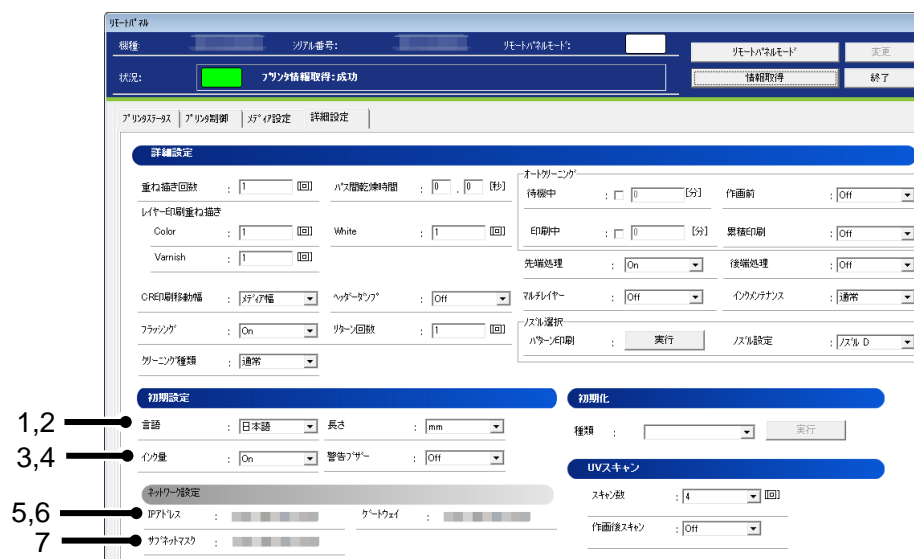 リモートパネル
機種: シリアル番号: リモートパネルモード: リモートパネルモード 変更
状況: プリンタ情報取得:成功 情報取得 終了
プリンタステータス プリンタ制御 メディア設定 詳細設定
詳細設定
重ね描き回数 : 1 [回] パス間乾燥時間 : 0 . 0 [秒]
レイヤー印刷重ね描き
Color : 1 [回] White : 1 [回]
Varnish : 1 [回]
CR印刷移動幅 : メディア幅 ヘッダーダンプ : Off
フラッシング : On リターン回数 : 1 [回]
クリーニング種類 : 通常
オートクリーニング
待機中 : 0 [分] 作画前 : Off
印刷中 : 0 [分] 累積印刷 : Off
先端処理 : On 後端処理 : Off
マルチレイヤー : Off インクメンテナンス : 通常
ノズル選択
パターン印刷 : 実行 ノズル設定 : ノズル D
初期設定
1,2 言語 : 日本語 長さ : mm
3,4 インク量 : On 警告ブザー : Off
ネットワーク設定
5,6 IPアドレス : ゲートウェイ :
7 サブネットマスク :
初期化
種類 : 実行
UVスキャン
スキャン数 : 4 [回]
作画後スキャン : Off